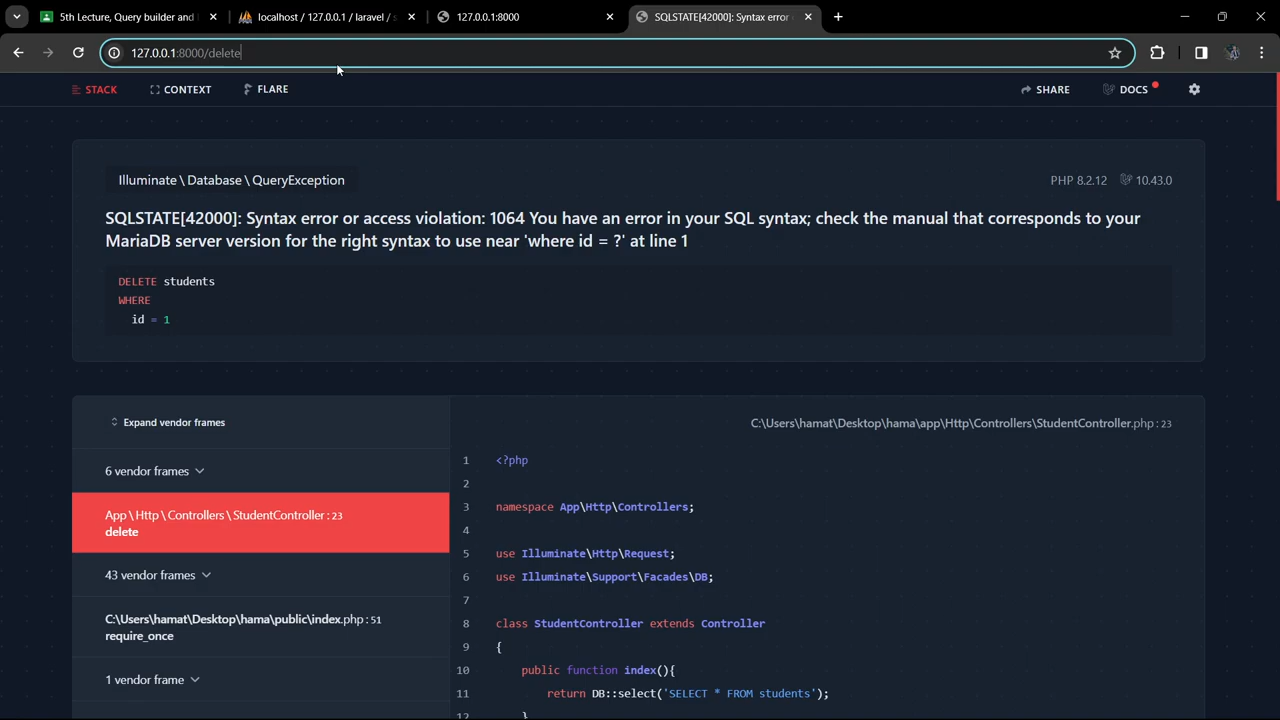 5th Lecture, Query builder and
localhost / 127.0.0.1 / laravel / s
127.0.0.1:8000
SQLSTATE[42000]: Syntax error
127.0.0.1:8000/delete
STACK
CONTEXT
FLARE
SHARE
DOCS
Illuminate\Database\QueryException
PHP 8.2.12
10.43.0
SQLSTATE[42000]: Syntax error or access violation: 1064 You have an error in your SQL syntax; check the manual that corresponds to your
MariaDB server version for the right syntax to use near 'where id = ?' at line 1
DELETE students
WHERE
id = 1
Expand vendor frames
6 vendor frames
App\Http\Controllers\StudentController:23
delete
43 vendor frames
C:\Users\hamat\Desktop\hama\public\index.php:51
require_once
1 vendor frame
C:\Users\hamat\Desktop\hama\app\Http\Controllers\StudentController.php:23
1 <?php
2
3 namespace App\Http\Controllers;
4
5 use Illuminate\Http\Request;
6 use Illuminate\Support\Facades\DB;
7
8 class StudentController extends Controller
9 {
10 public function index(){
11 return DB::select('SELECT * FROM students');
12 }